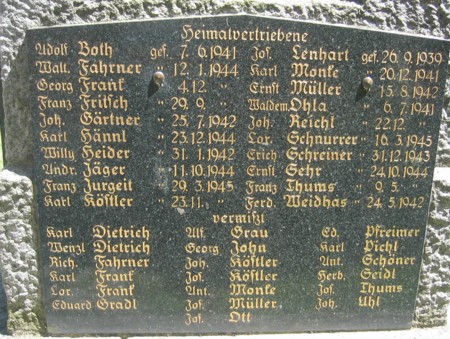 Heimatvertriebene
Adolf Both gef. 7. 6. 1941 Jos. Lenhart gef. 26. 9. 1939
Walt. Fahrner " 12. 1. 1944 Karl Monke " 20. 12. 1941
Georg Frank " 4. 12. " Ernst Müller " 15. 8. 1942
Franz Fritsch " 29. 9. " Waldem. Ohla " 6. 7. 1941
Joh. Gärtner " 25. 7. 1942 Joh. Reichl " 22. 12. "
Karl Hännl " 23. 12. 1944 Lor. Schnurrer " 16. 3. 1945
Willy Heider " 31. 1. 1942 Erich Schreiner " 31. 12. 1943
Andr. Jäger " 11. 10. 1944 Ernst Sehr " 24. 10. 1944
Franz Jurgeit " 29. 3. 1945 Franz Thums " 9. 5. "
Karl Köstler " 23. 11. " Ferd. Weidhas " 24. 5. 1942
vermißt
Karl Dietrich Alf. Grau Ed. Pfreimer
Wenzl Dietrich Georg John Karl Pichl
Rich. Fahrner Joh. Köstler Ant. Schöner
Karl Frank Jos. Köstler Herb. Seidl
Lor. Frank Ant. Monke Jos. Thums
Eduard Gradl Jos. Müller Joh. Uhl
Jos. Ott